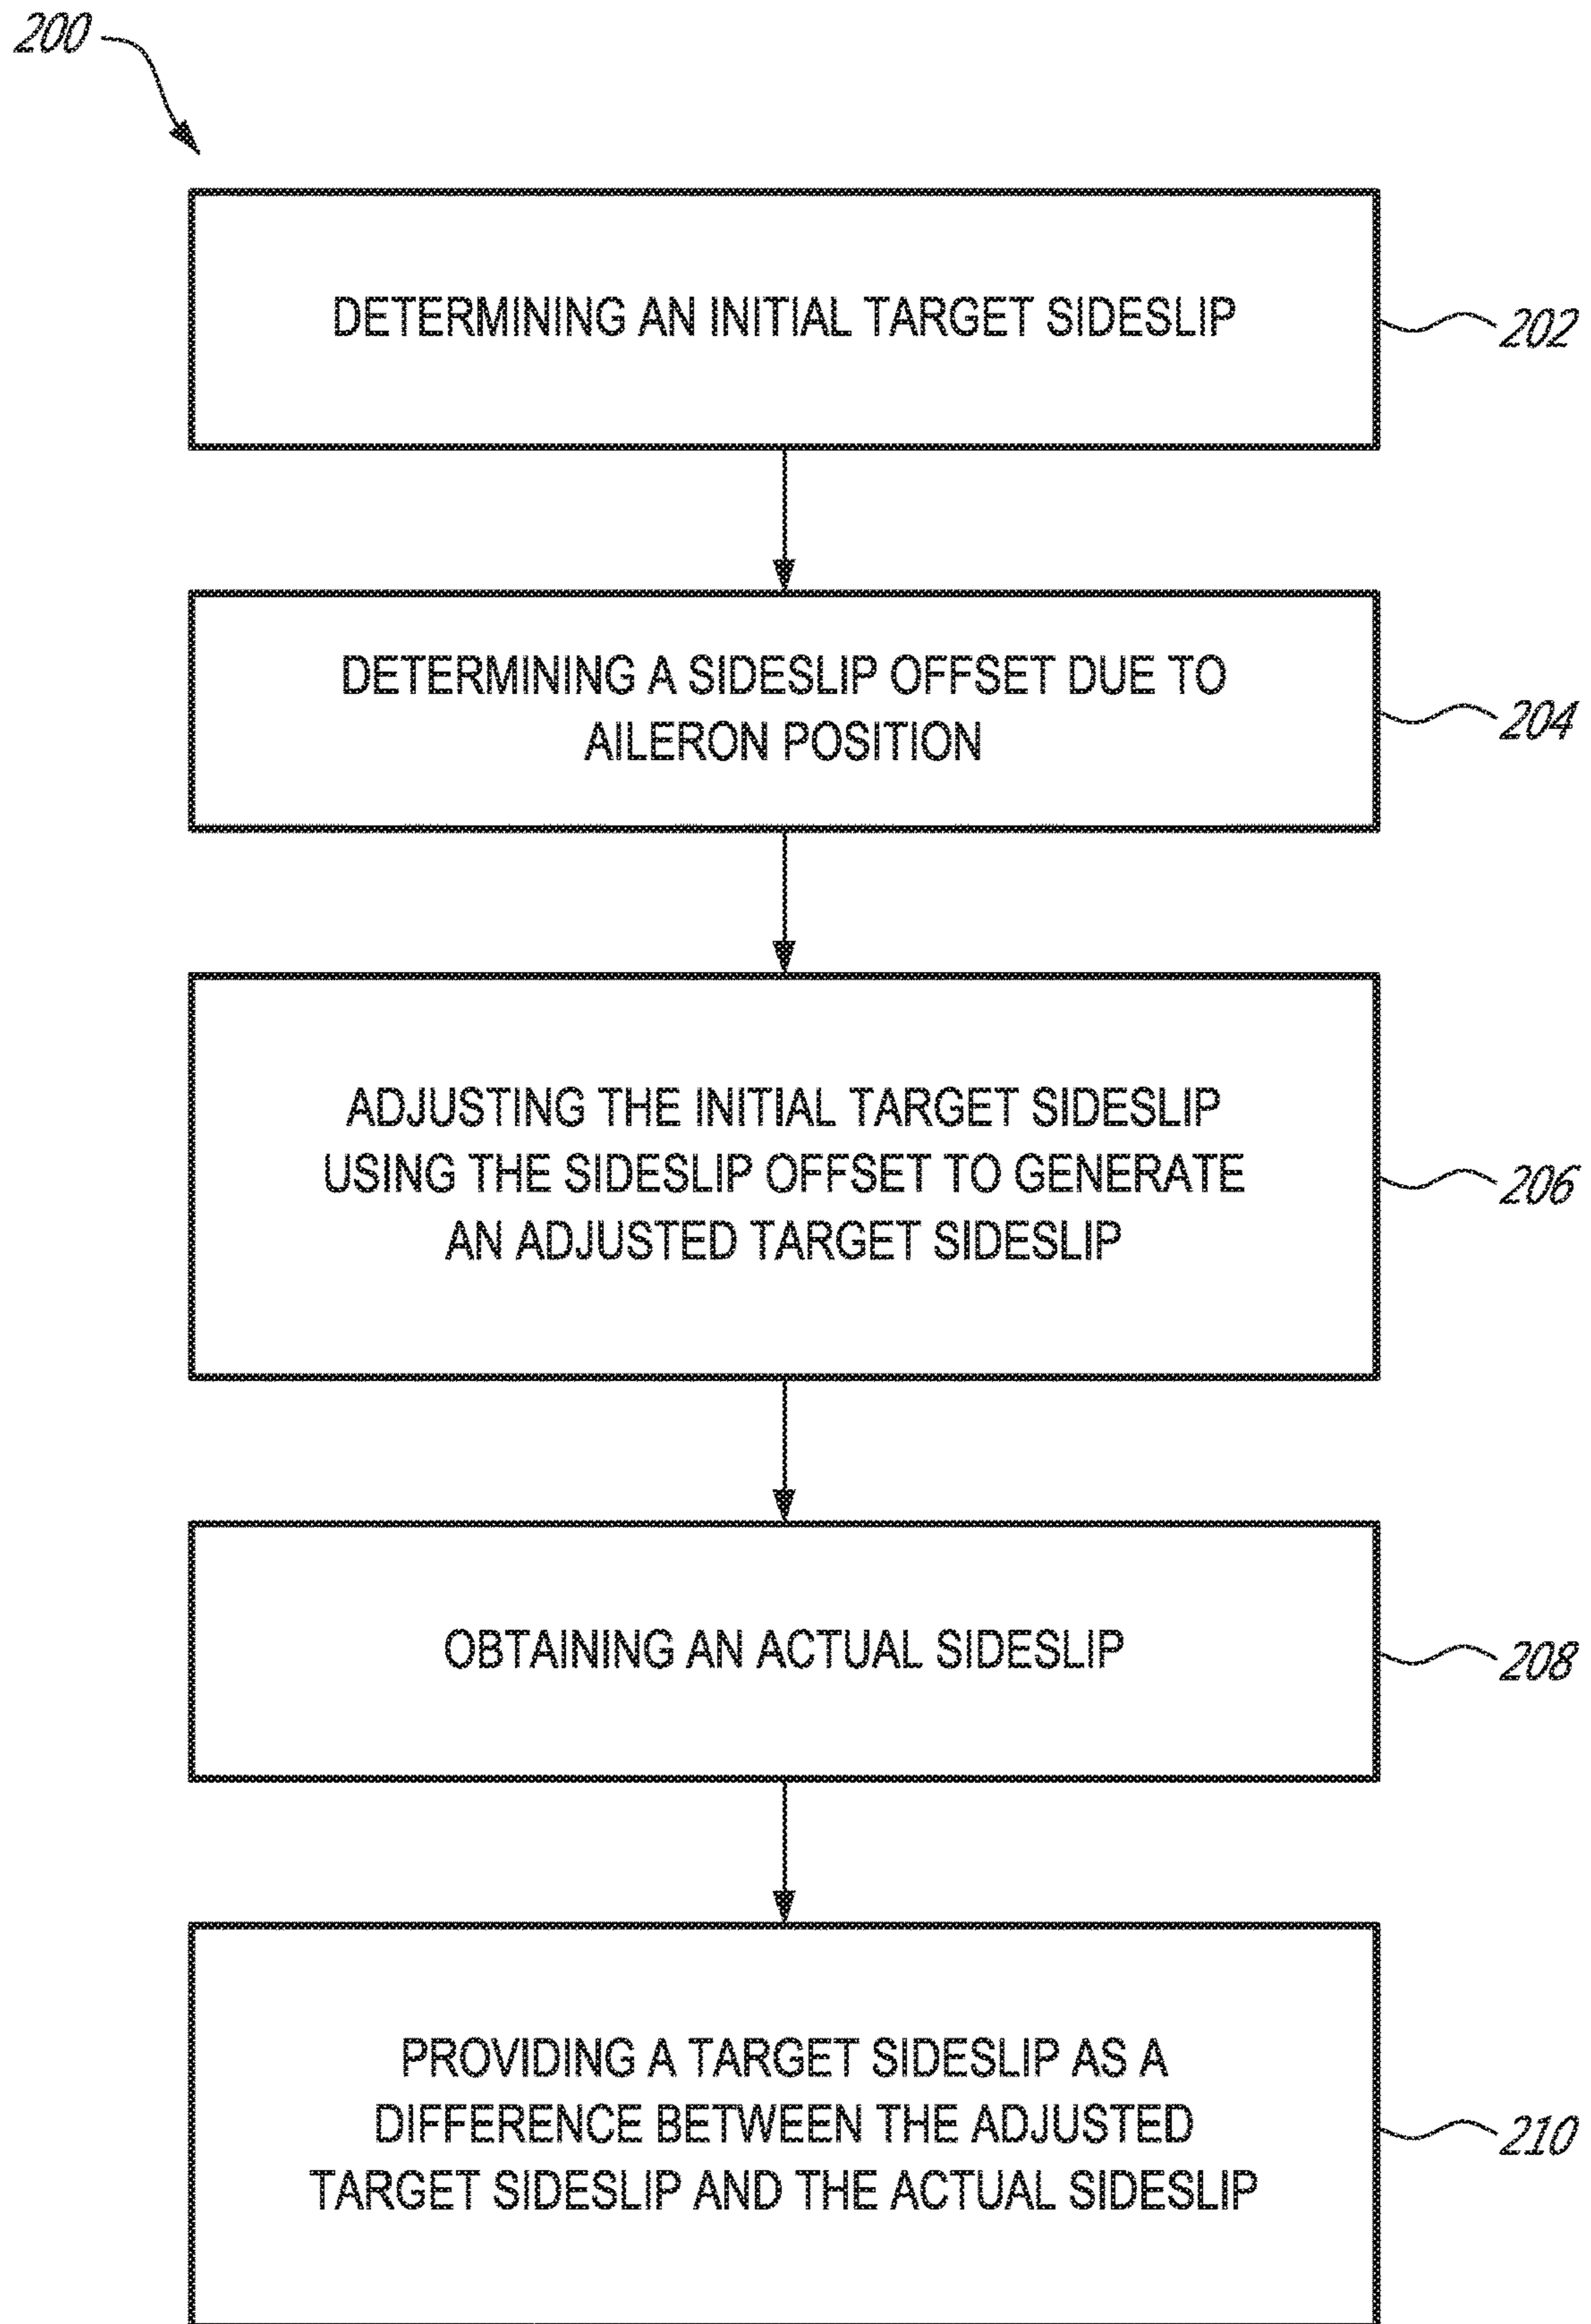 200
DETERMINING AN INITIAL TARGET SIDESLIP
202
DETERMINING A SIDESLIP OFFSET DUE TO
AILERON POSITION
204
ADJUSTING THE INITIAL TARGET SIDESLIP
USING THE SIDESLIP OFFSET TO GENERATE
AN ADJUSTED TARGET SIDESLIP
206
OBTAINING AN ACTUAL SIDESLIP
208
PROVIDING A TARGET SIDESLIP AS A
DIFFERENCE BETWEEN THE ADJUSTED
TARGET SIDESLIP AND THE ACTUAL SIDESLIP
210